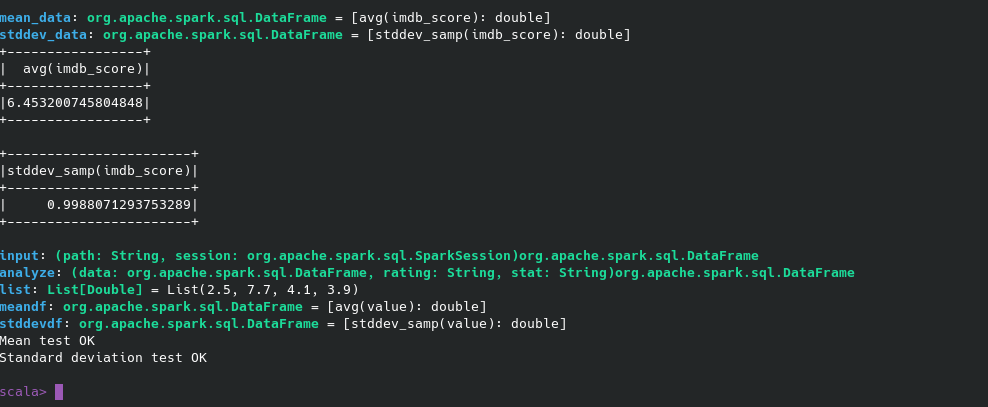 mean_data: org.apache.spark.sql.DataFrame = [avg(imdb_score): double]
stddev_data: org.apache.spark.sql.DataFrame = [stddev_samp(imdb_score): double]
+-----------------+
|  avg(imdb_score)|
+-----------------+
|6.453200745804848|
+-----------------+

+-----------------------+
|stddev_samp(imdb_score)|
+-----------------------+
|     0.9988071293753289|
+-----------------------+

input: (path: String, session: org.apache.spark.sql.SparkSession)org.apache.spark.sql.DataFrame
analyze: (data: org.apache.spark.sql.DataFrame, rating: String, stat: String)org.apache.spark.sql.DataFrame
list: List[Double] = List(2.5, 7.7, 4.1, 3.9)
meandf: org.apache.spark.sql.DataFrame = [avg(value): double]
stddevdf: org.apache.spark.sql.DataFrame = [stddev_samp(value): double]
Mean test OK
Standard deviation test OK

scala>